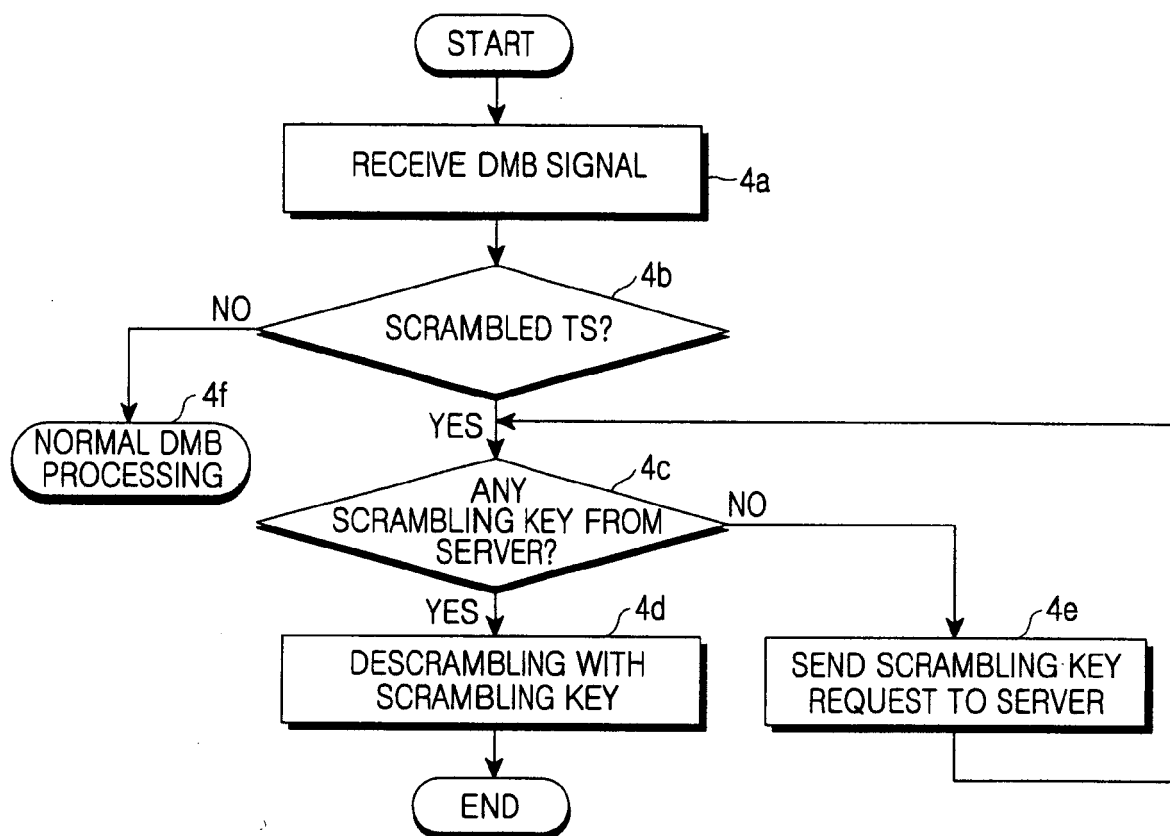 START
RECEIVE DMB SIGNAL
4a
4b
SCRAMBLED TS?
NO
4f
NORMAL DMB
PROCESSING
YES
4c
ANY
SCRAMBLING KEY FROM
SERVER?
NO
YES
4d
DESCRAMBLING WITH
SCRAMBLING KEY
4e
SEND SCRAMBLING KEY
REQUEST TO SERVER
END